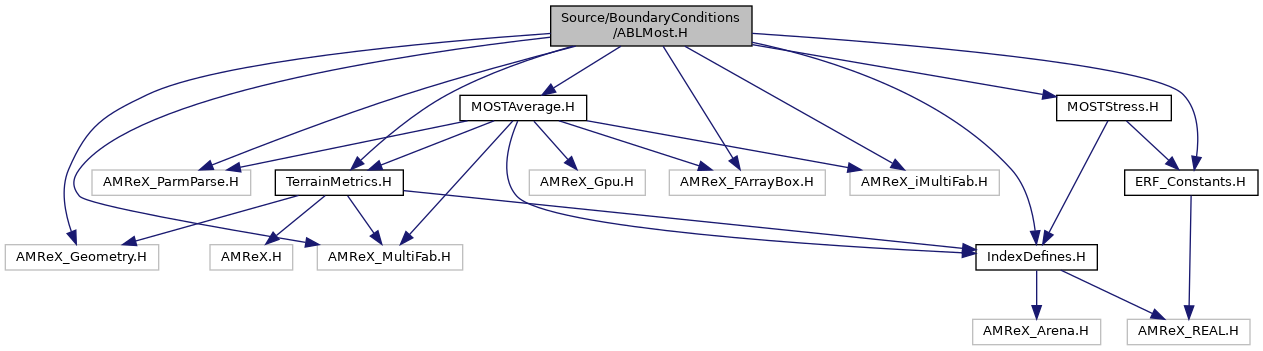 Source/BoundaryConditions
/ABLMost.H
MOSTAverage.H
MOSTStress.H
AMReX_ParmParse.H
TerrainMetrics.H
AMReX_Gpu.H
AMReX_FArrayBox.H
AMReX_iMultiFab.H
ERF_Constants.H
AMReX_Geometry.H
AMReX.H
AMReX_MultiFab.H
IndexDefines.H
AMReX_Arena.H
AMReX_REAL.H